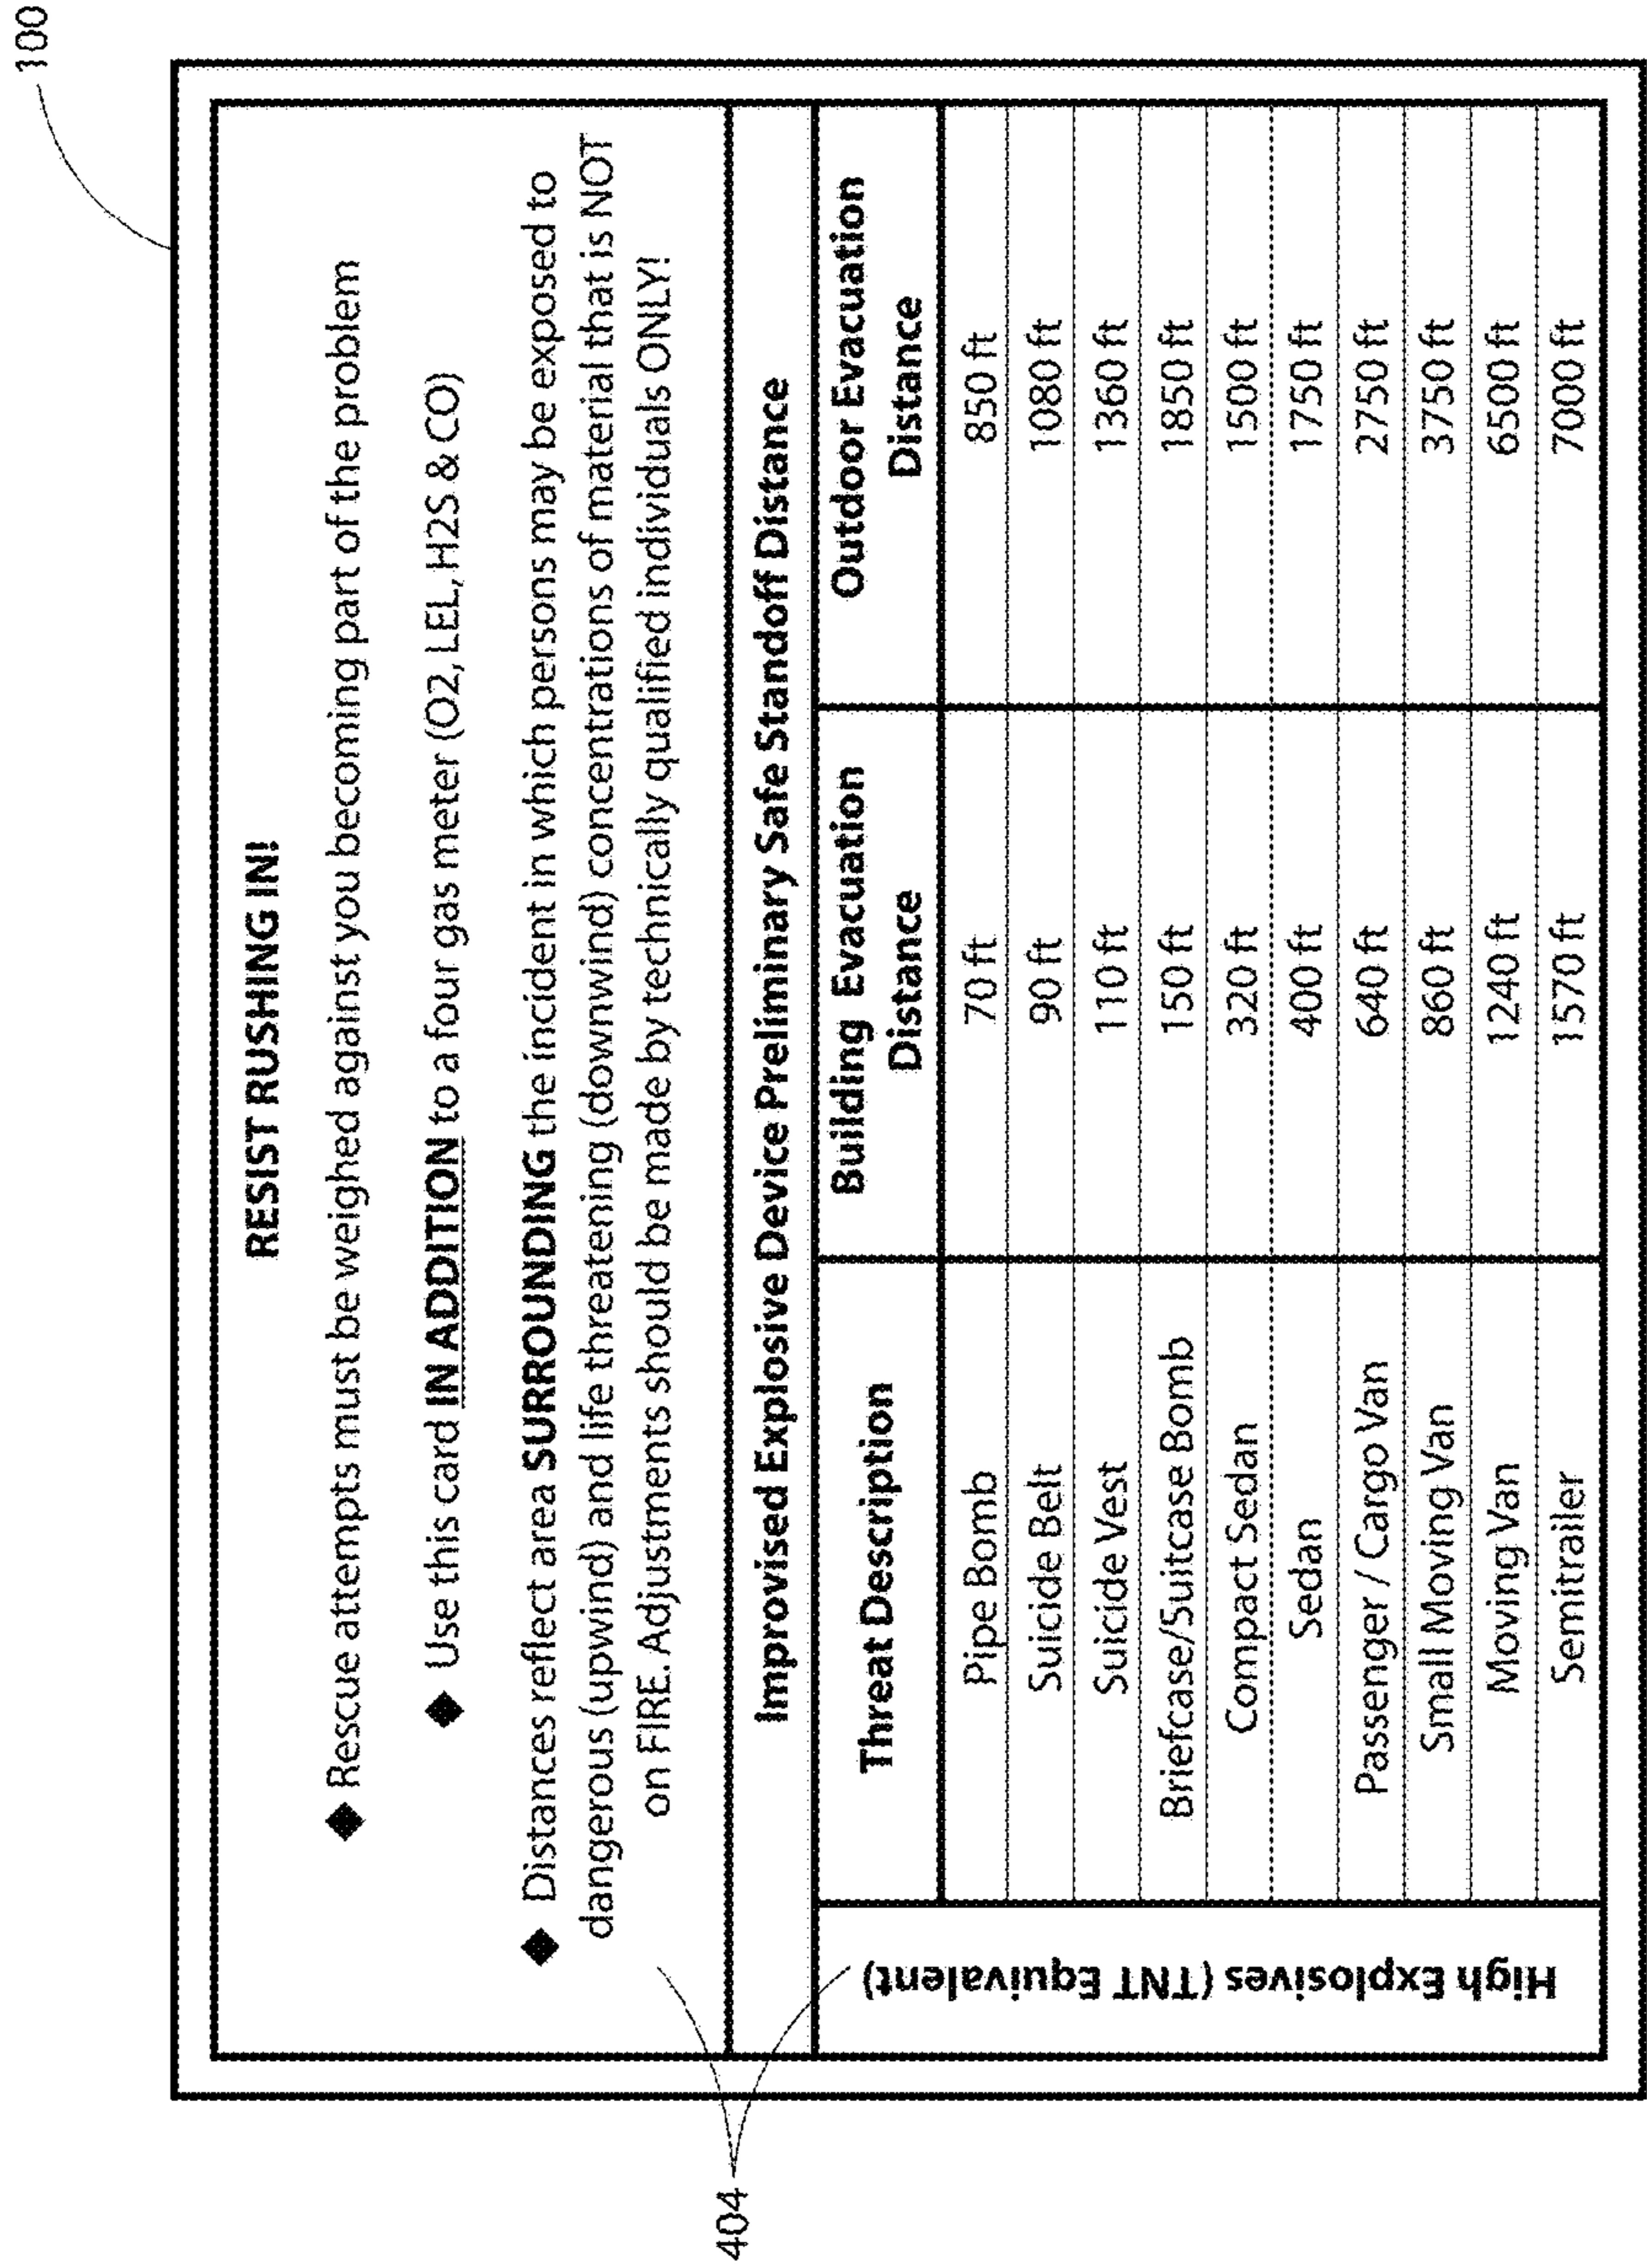 100
RESIST RUSHING IN!
◆ Rescue attempts must be weighed against you becoming part of the problem
◆ Use this card IN ADDITION to a four gas meter (O2, LEL, H2S & CO)
◆ Distances reflect area SURROUNDING the incident in which persons may be exposed to
dangerous (upwind) and life threatening (downwind) concentrations of material that is NOT
on FIRE. Adjustments should be made by technically qualified individuals ONLY!
Improvised Explosive Device Preliminary Safe Standoff Distance
High Explosives (TNT Equivalent)
Threat Description Building Evacuation Distance Outdoor Evacuation Distance
Pipe Bomb 70 ft 850 ft
Suicide Belt 90 ft 1080 ft
Suicide Vest 110 ft 1360 ft
Briefcase/Suitcase Bomb 150 ft 1850 ft
Compact Sedan 320 ft 1500 ft
Sedan 400 ft 1750 ft
Passenger / Cargo Van 640 ft 2750 ft
Small Moving Van 860 ft 3750 ft
Moving Van 1240 ft 6500 ft
Semitrailer 1570 ft 7000 ft
404